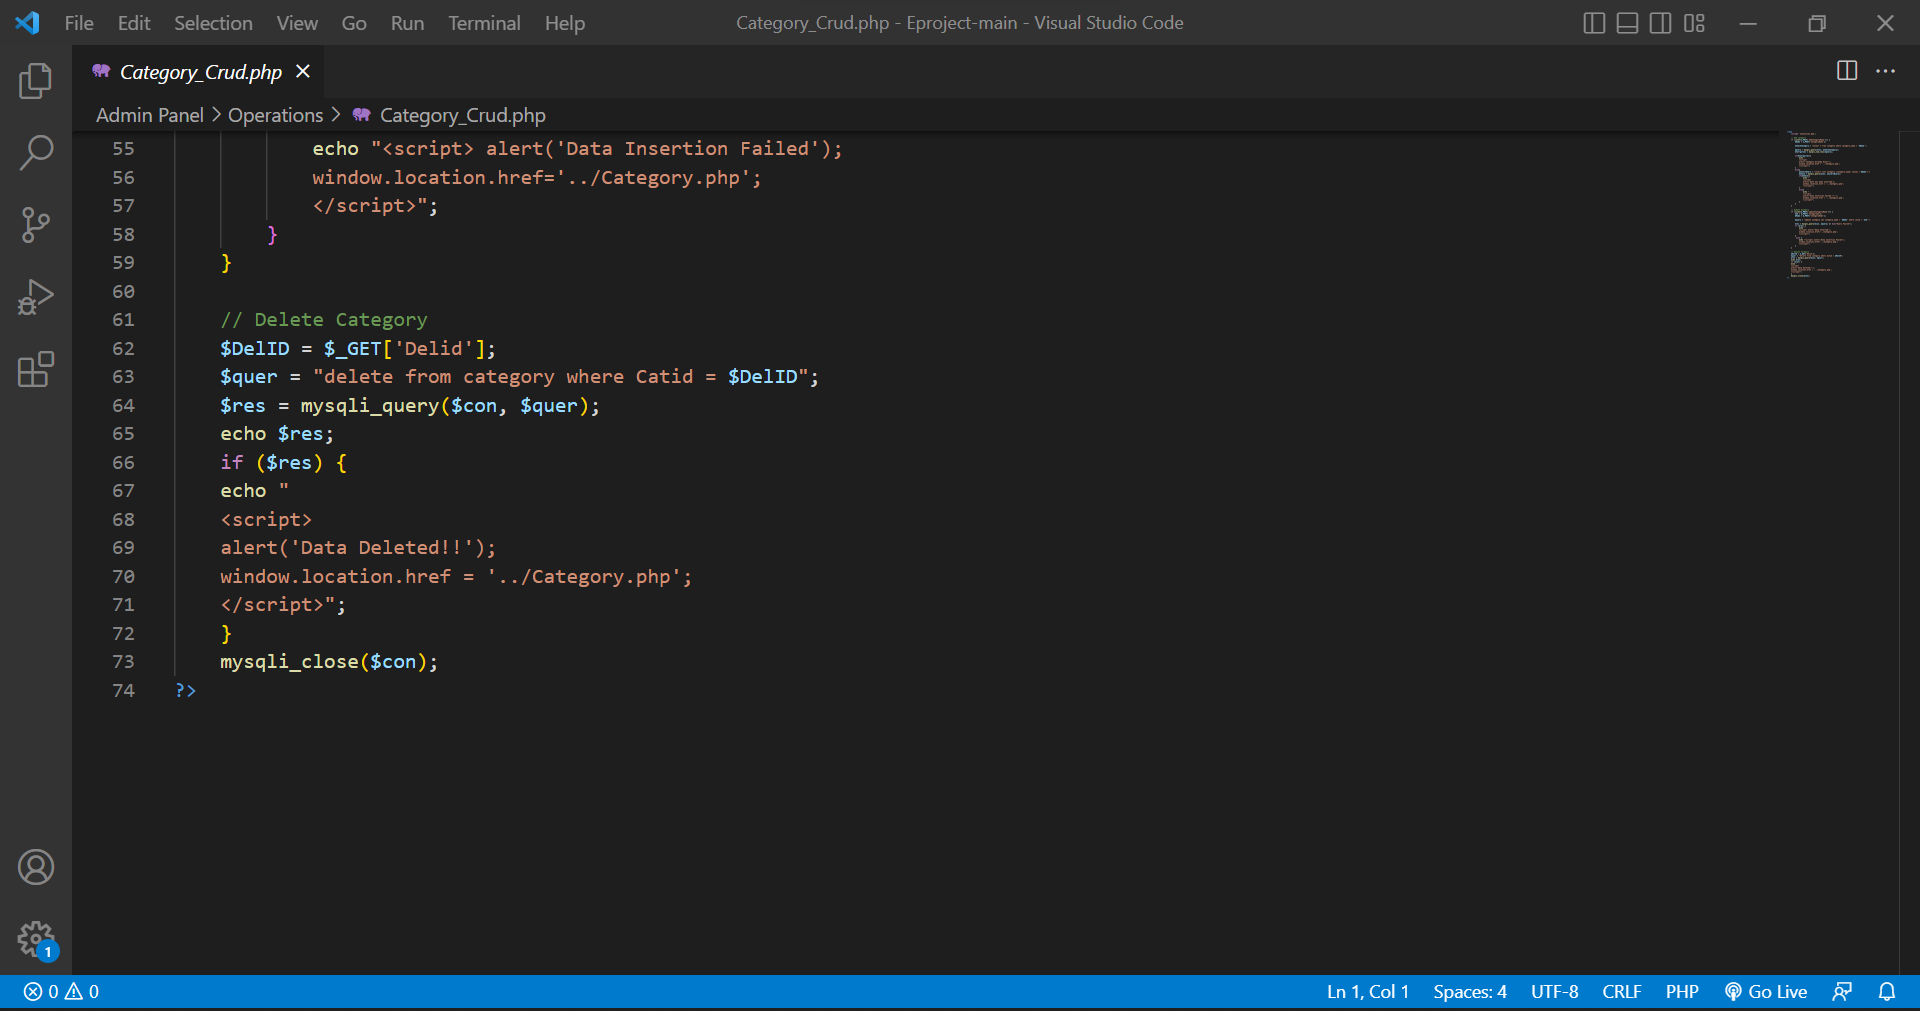 File Edit Selection View Go Run Terminal Help Category_Crud.php - Eproject-main - Visual Studio Code
Category_Crud.php
Admin Panel > Operations > Category_Crud.php
55 echo "<script> alert('Data Insertion Failed');
56 window.location.href='../Category.php';
57 </script>";
58 }
59 }
60
61 // Delete Category
62 $DelID = $_GET['Delid'];
63 $quer = "delete from category where Catid = $DelID";
64 $res = mysqli_query($con, $quer);
65 echo $res;
66 if ($res) {
67 echo "
68 <script>
69 alert('Data Deleted!!');
70 window.location.href = '../Category.php';
71 </script>";
72 }
73 mysqli_close($con);
74 ?>
1
0 0 Ln 1, Col 1 Spaces: 4 UTF-8 CRLF PHP Go Live